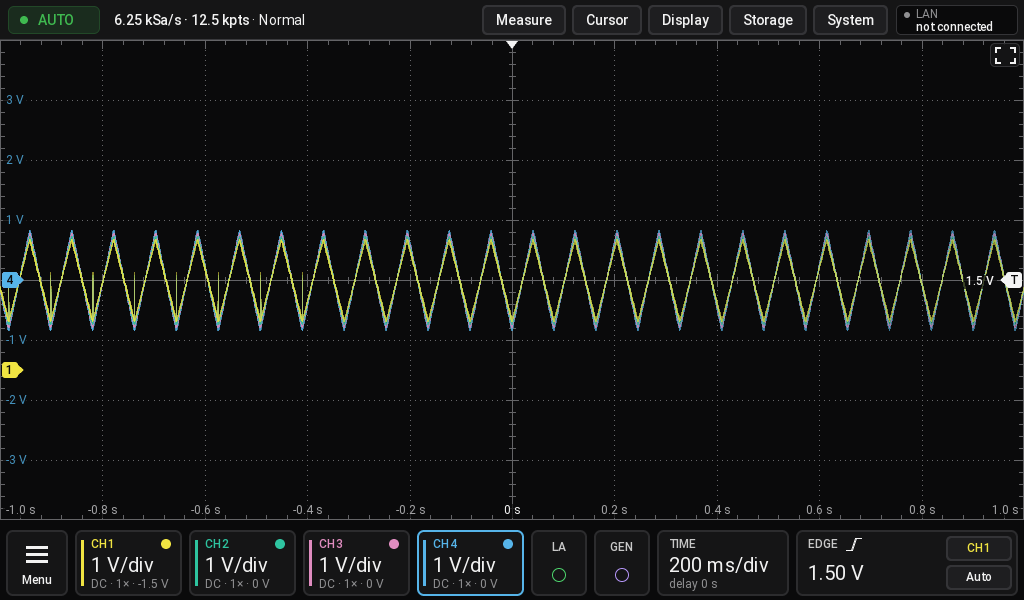 AUTO
6.25 kSa/s · 12.5 kpts · Normal
Measure
Cursor
Display
Storage
System
LAN
not connected
3 V
2 V
1 V
4
1.5 V
T
-1 V
1
-2 V
-3 V
-1.0 s
-0.8 s
-0.6 s
-0.4 s
-0.2 s
0 s
0.2 s
0.4 s
0.6 s
0.8 s
1.0 s
Menu
CH1
1 V/div
DC · 1× · -1.5 V
CH2
1 V/div
DC · 1× · 0 V
CH3
1 V/div
DC · 1× · 0 V
CH4
1 V/div
DC · 1× · 0 V
LA
GEN
TIME
200 ms/div
delay 0 s
EDGE
1.50 V
CH1
Auto